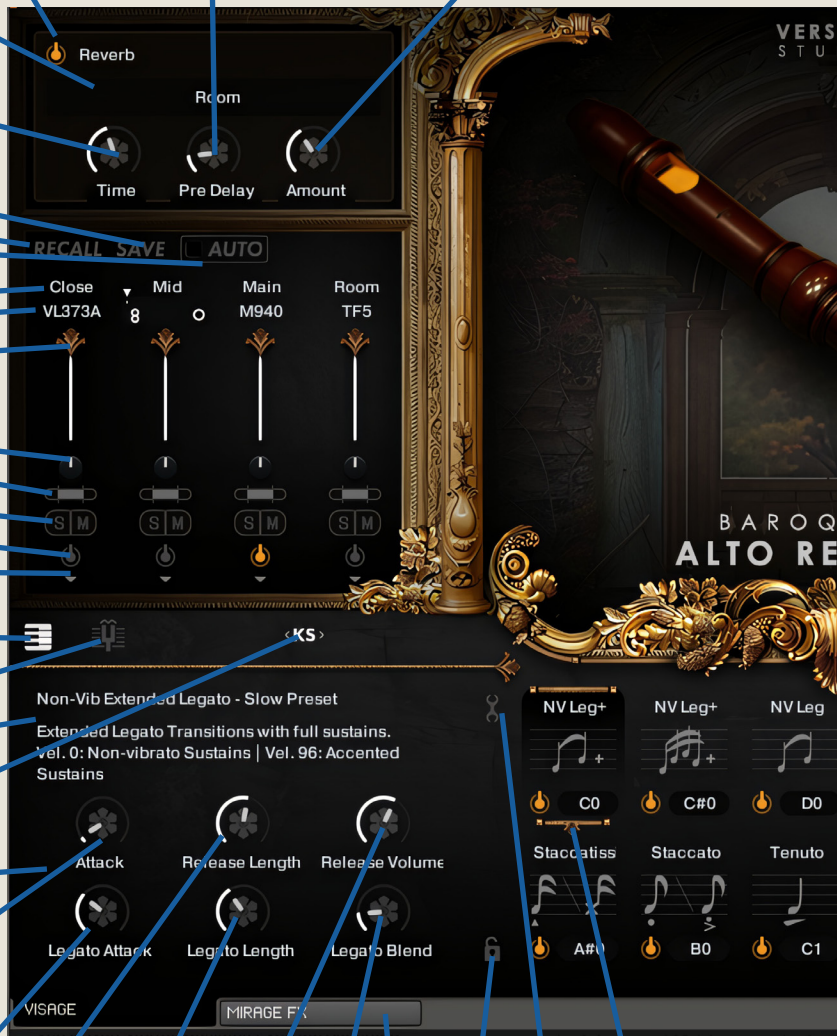 Reverb
VERS
STU
Room
Time Pre Delay Amount
RECALL SAVE AUTO
Close Mid Main Room
VL373A M940 TF5
S M S M S M S M
BAROQ
ALTO RE
‹KS›
Non-Vib Extended Legato - Slow Preset
Extended Legato Transitions with full sustains.
Vel. 0: Non-vibrato Sustains | Vel. 96: Accented
Sustains
Attack Release Length Release Volume
Legato Attack Legato Length Legato Blend
NV Leg+ NV Leg+ NV Leg
C0 C#0 D0
Staccatiss Staccato Tenuto
A#0 B0 C1
VISAGE MIRAGE FX